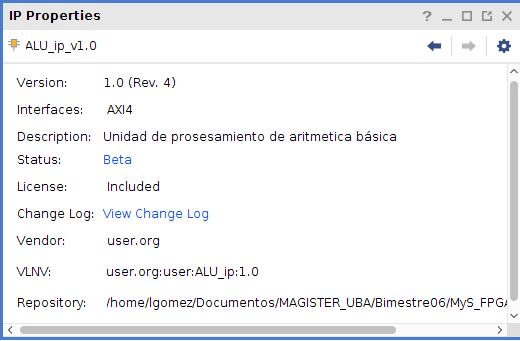 IP Properties
ALU_ip_v1.0
Version: 1.0 (Rev. 4)
Interfaces: AXI4
Description: Unidad de prosesamiento de aritmetica básica
Status: Beta
License: Included
Change Log: View Change Log
Vendor: user.org
VLNV: user.org:user:ALU_ip:1.0
Repository: /home/lgomez/Documentos/MAGISTER_UBA/Bimestre06/MyS_FPGA